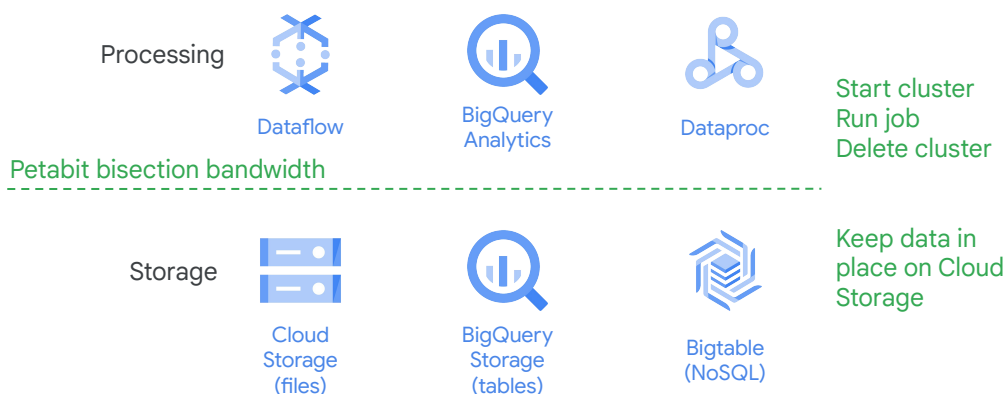 Processing
Dataflow
BigQuery
Analytics
Dataproc
Start cluster
Run job
Delete cluster
Petabit bisection bandwidth
Storage
Cloud
Storage
(files)
BigQuery
Storage
(tables)
Bigtable
(NoSQL)
Keep data in
place on Cloud
Storage